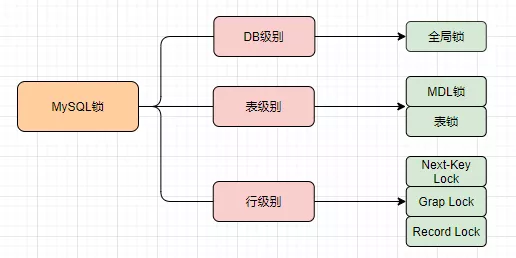 DB级别
全局锁
MySQL锁
表级别
MDL锁
表锁
行级别
Next-Key
Lock
Grap Lock
Record Lock